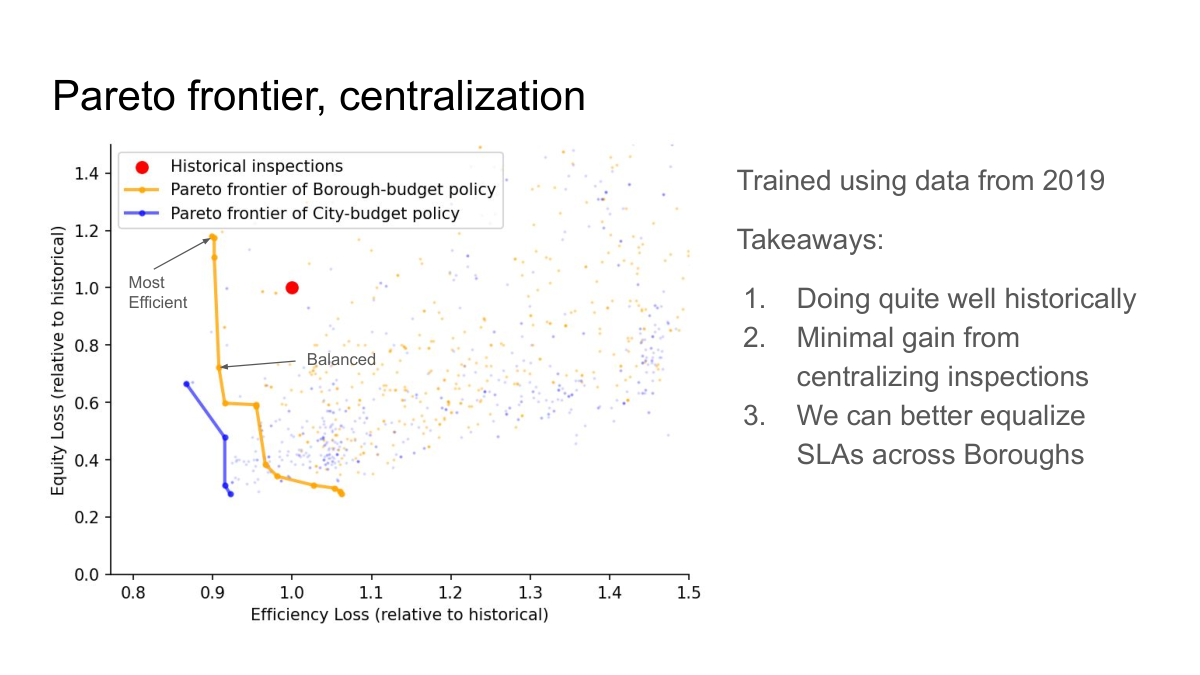 Pareto frontier, centralization
Historical inspections
Pareto frontier of Borough-budget policy
Pareto frontier of City-budget policy
Most
Efficient
Balanced
Equity Loss (relative to historical)
1.4
1.2
1.0
0.8
0.6
0.4
0.2
0.0
0.8 0.9 1.0 1.1 1.2 1.3 1.4 1.5
Efficiency Loss (relative to historical)
Trained using data from 2019
Takeaways:
1. Doing quite well historically
2. Minimal gain from
centralizing inspections
3. We can better equalize
SLAs across Boroughs